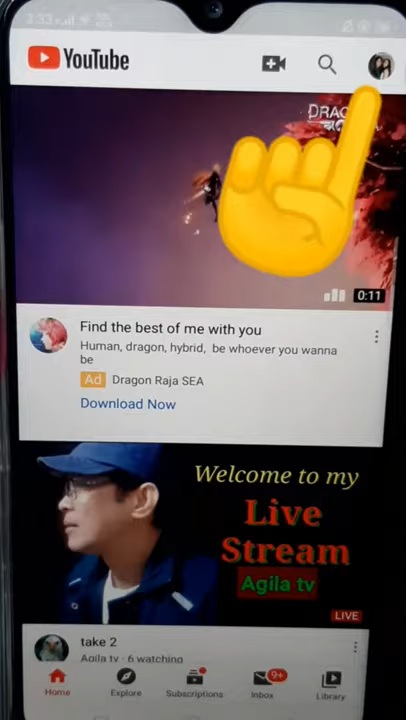 3:33
YouTube
0:11
Find the best of me with you
Human, dragon, hybrid, be whoever you wanna
be
Ad Dragon Raja SEA
Download Now
Welcome to my
Live
Stream
Agila tv
LIVE
take 2
Agila tv · 6 watching
9+
Home Explore Subscriptions Inbox Library